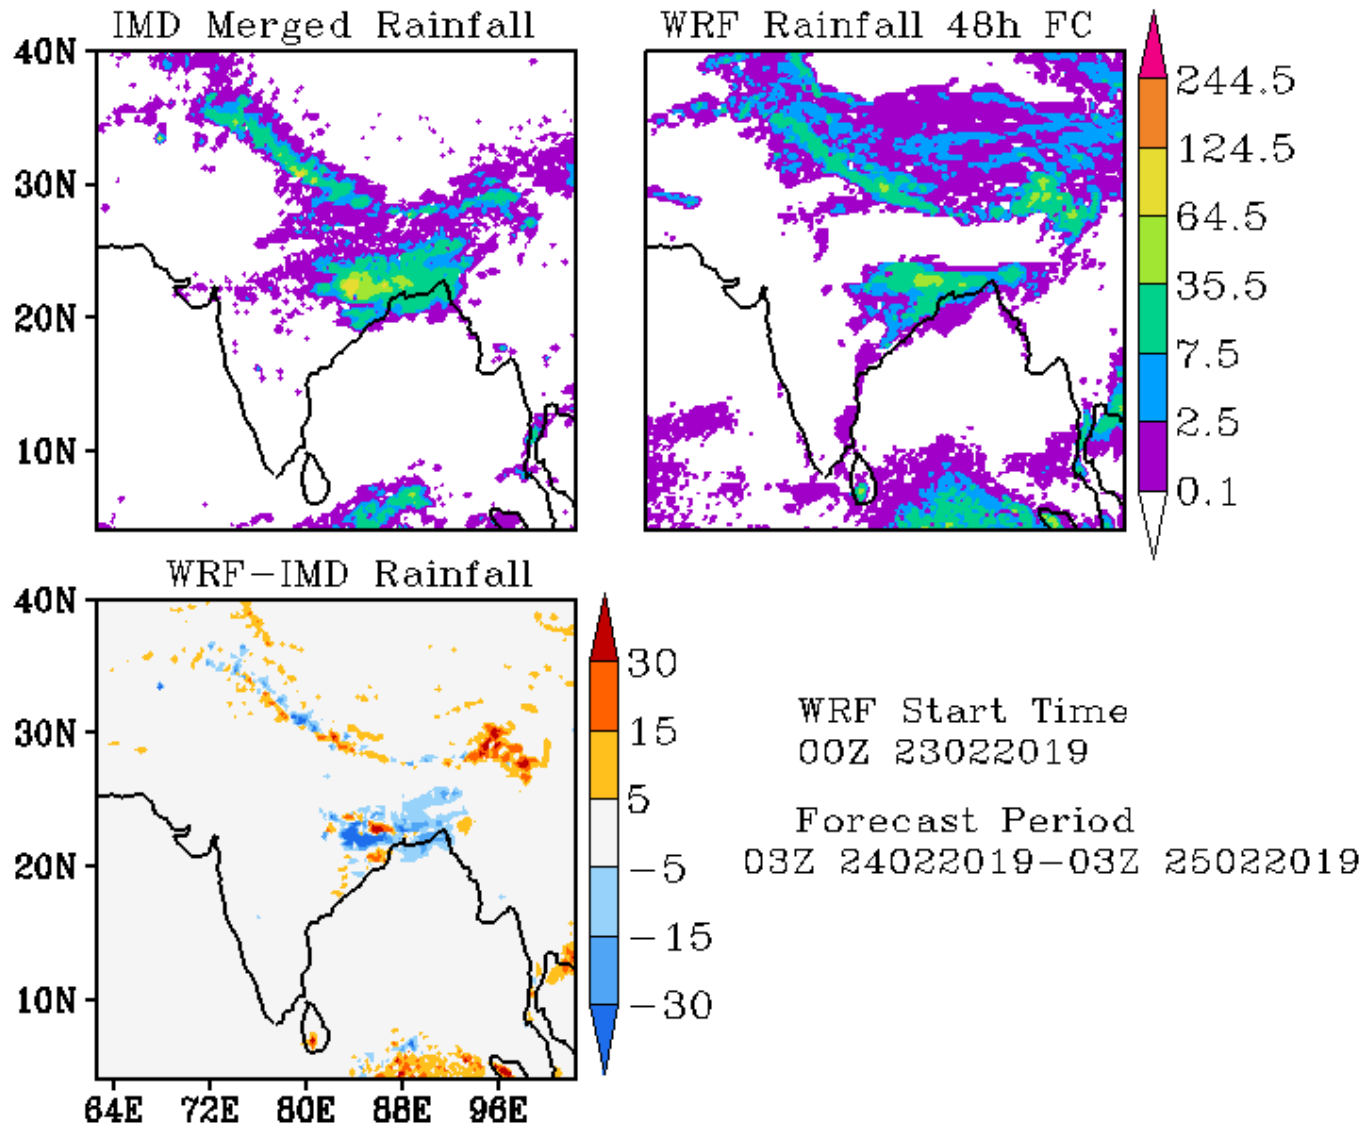 IMD Merged Rainfall
WRF Rainfall 48h FC
40N
30N
20N
10N
244.5
124.5
64.5
35.5
7.5
2.5
0.1
WRF-IMD Rainfall
40N
30N
20N
10N
64E 72E 80E 88E 96E
30
15
5
-5
-15
-30
WRF Start Time
00Z 23022019
Forecast Period
03Z 24022019-03Z 25022019